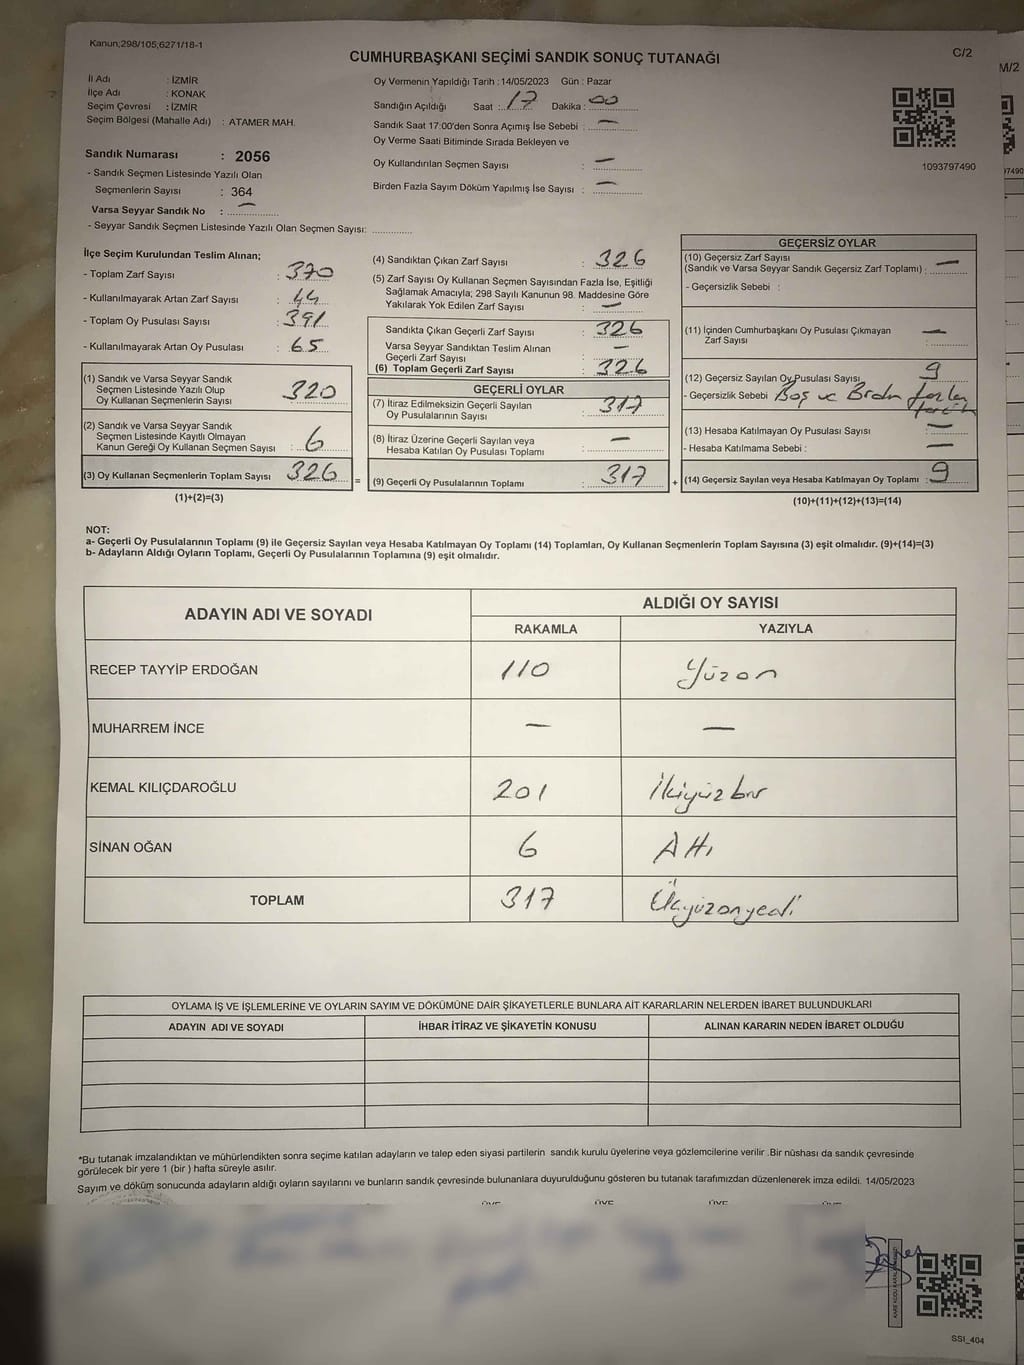 Kanun;298/105,6271/18-1
CUMHURBAŞKANI SEÇİMİ SANDIK SONUÇ TUTANAĞI
C/2
M/2
İl Adı : İZMİR
İlçe Adı : KONAK
Seçim Çevresi : İZMİR
Seçim Bölgesi (Mahalle Adı) : ATAMER MAH.
Sandık Numarası : 2056
- Sandık Seçmen Listesinde Yazılı Olan
Seçmenlerin Sayısı : 364
Varsa Seyyar Sandık No : —
- Seyyar Sandık Seçmen Listesinde Yazılı Olan Seçmen Sayısı: ............
Oy Vermenin Yapıldığı Tarih :14/05/2023 Gün : Pazar
Sandığın Açıldığı Saat : 17 Dakika : 00
Sandık Saat 17:00'den Sonra Açımış İse Sebebi : —
Oy Verme Saati Bitiminde Sırada Bekleyen ve
Oy Kullandırılan Seçmen Sayısı : —
Birden Fazla Sayım Döküm Yapılmış İse Sayısı : —
1093797490
7490
İlçe Seçim Kurulundan Teslim Alınan;
- Toplam Zarf Sayısı : 370
- Kullanılmayarak Artan Zarf Sayısı : 44
- Toplam Oy Pusulası Sayısı : 391
- Kullanılmayarak Artan Oy Pusulası : 65
(1) Sandık ve Varsa Seyyar Sandık
Seçmen Listesinde Yazılı Olup
Oy Kullanan Seçmenlerin Sayısı : 320
(2) Sandık ve Varsa Seyyar Sandık
Seçmen Listesinde Kayıtlı Olmayan
Kanun Gereği Oy Kullanan Seçmen Sayısı : 6
(3) Oy Kullanan Seçmenlerin Toplam Sayısı 326 =
(1)+(2)=(3)
(4) Sandıktan Çıkan Zarf Sayısı : 326
(5) Zarf Sayısı Oy Kullanan Seçmen Sayısından Fazla İse, Eşitliği
Sağlamak Amacıyla; 298 Sayılı Kanunun 98. Maddesine Göre
Yakılarak Yok Edilen Zarf Sayısı : —
Sandıkta Çıkan Geçerli Zarf Sayısı : 326
Varsa Seyyar Sandıktan Teslim Alınan
Geçerli Zarf Sayısı : —
(6) Toplam Geçerli Zarf Sayısı : 326
GEÇERLİ OYLAR
(7) İtiraz Edilmeksizin Geçerli Sayılan
Oy Pusulalarının Sayısı : 317
(8) İtiraz Üzerine Geçerli Sayılan veya
Hesaba Katılan Oy Pusulası Toplamı : —
(9) Geçerli Oy Pusulalarının Toplamı : 317 +
GEÇERSİZ OYLAR
(10) Geçersiz Zarf Sayısı
(Sandık ve Varsa Seyyar Sandık Geçersiz Zarf Toplamı) : —
- Geçersizlik Sebebi :
(11) İçinden Cumhurbaşkanı Oy Pusulası Çıkmayan
Zarf Sayısı : —
(12) Geçersiz Sayılan Oy Pusulası Sayısı : 9
- Geçersizlik Sebebi Boş ve Birden fazla
tercih
(13) Hesaba Katılmayan Oy Pusulası Sayısı : —
- Hesaba Katılmama Sebebi : —
(14) Geçersiz Sayılan veya Hesaba Katılmayan Oy Toplamı : 9
(10)+(11)+(12)+(13)=(14)
NOT:
a- Geçerli Oy Pusulalarının Toplamı (9) ile Geçersiz Sayılan veya Hesaba Katılmayan Oy Toplamı (14) Toplamları, Oy Kullanan Seçmenlerin Toplam Sayısına (3) eşit olmalıdır. (9)+(14)=(3)
b- Adayların Aldığı Oyların Toplamı, Geçerli Oy Pusulalarının Toplamına (9) eşit olmalıdır.
ADAYIN ADI VE SOYADI
ALDIĞI OY SAYISI
RAKAMLA YAZIYLA
RECEP TAYYİP ERDOĞAN 110 Yüzon
MUHARREM İNCE — —
KEMAL KILIÇDAROĞLU 201 İkiyüz bir
SİNAN OĞAN 6 Altı
TOPLAM 317 Üçyüzonyedi
OYLAMA İŞ VE İŞLEMLERİNE VE OYLARIN SAYIM VE DÖKÜMÜNE DAİR ŞİKAYETLERLE BUNLARA AİT KARARLARIN NELERDEN İBARET BULUNDUKLARI
ADAYIN ADI VE SOYADI İHBAR İTİRAZ VE ŞİKAYETİN KONUSU ALINAN KARARIN NEDEN İBARET OLDUĞU
*Bu tutanak imzalandıktan ve mühürlendikten sonra seçime katılan adayların ve talep eden siyasi partilerin sandık kurulu üyelerine veya gözlemcilerine verilir .Bir nüshası da sandık çevresinde
görülecek bir yere 1 (bir ) hafta süreyle asılır.
Sayım ve döküm sonucunda adayların aldığı oyların sayılarını ve bunların sandık çevresinde bulunanlara duyurulduğunu gösteren bu tutanak tarafımızdan düzenlenerek imza edildi. 14/05/2023
ÜYE ÜYE ÜYE ÜYE
SSI_404